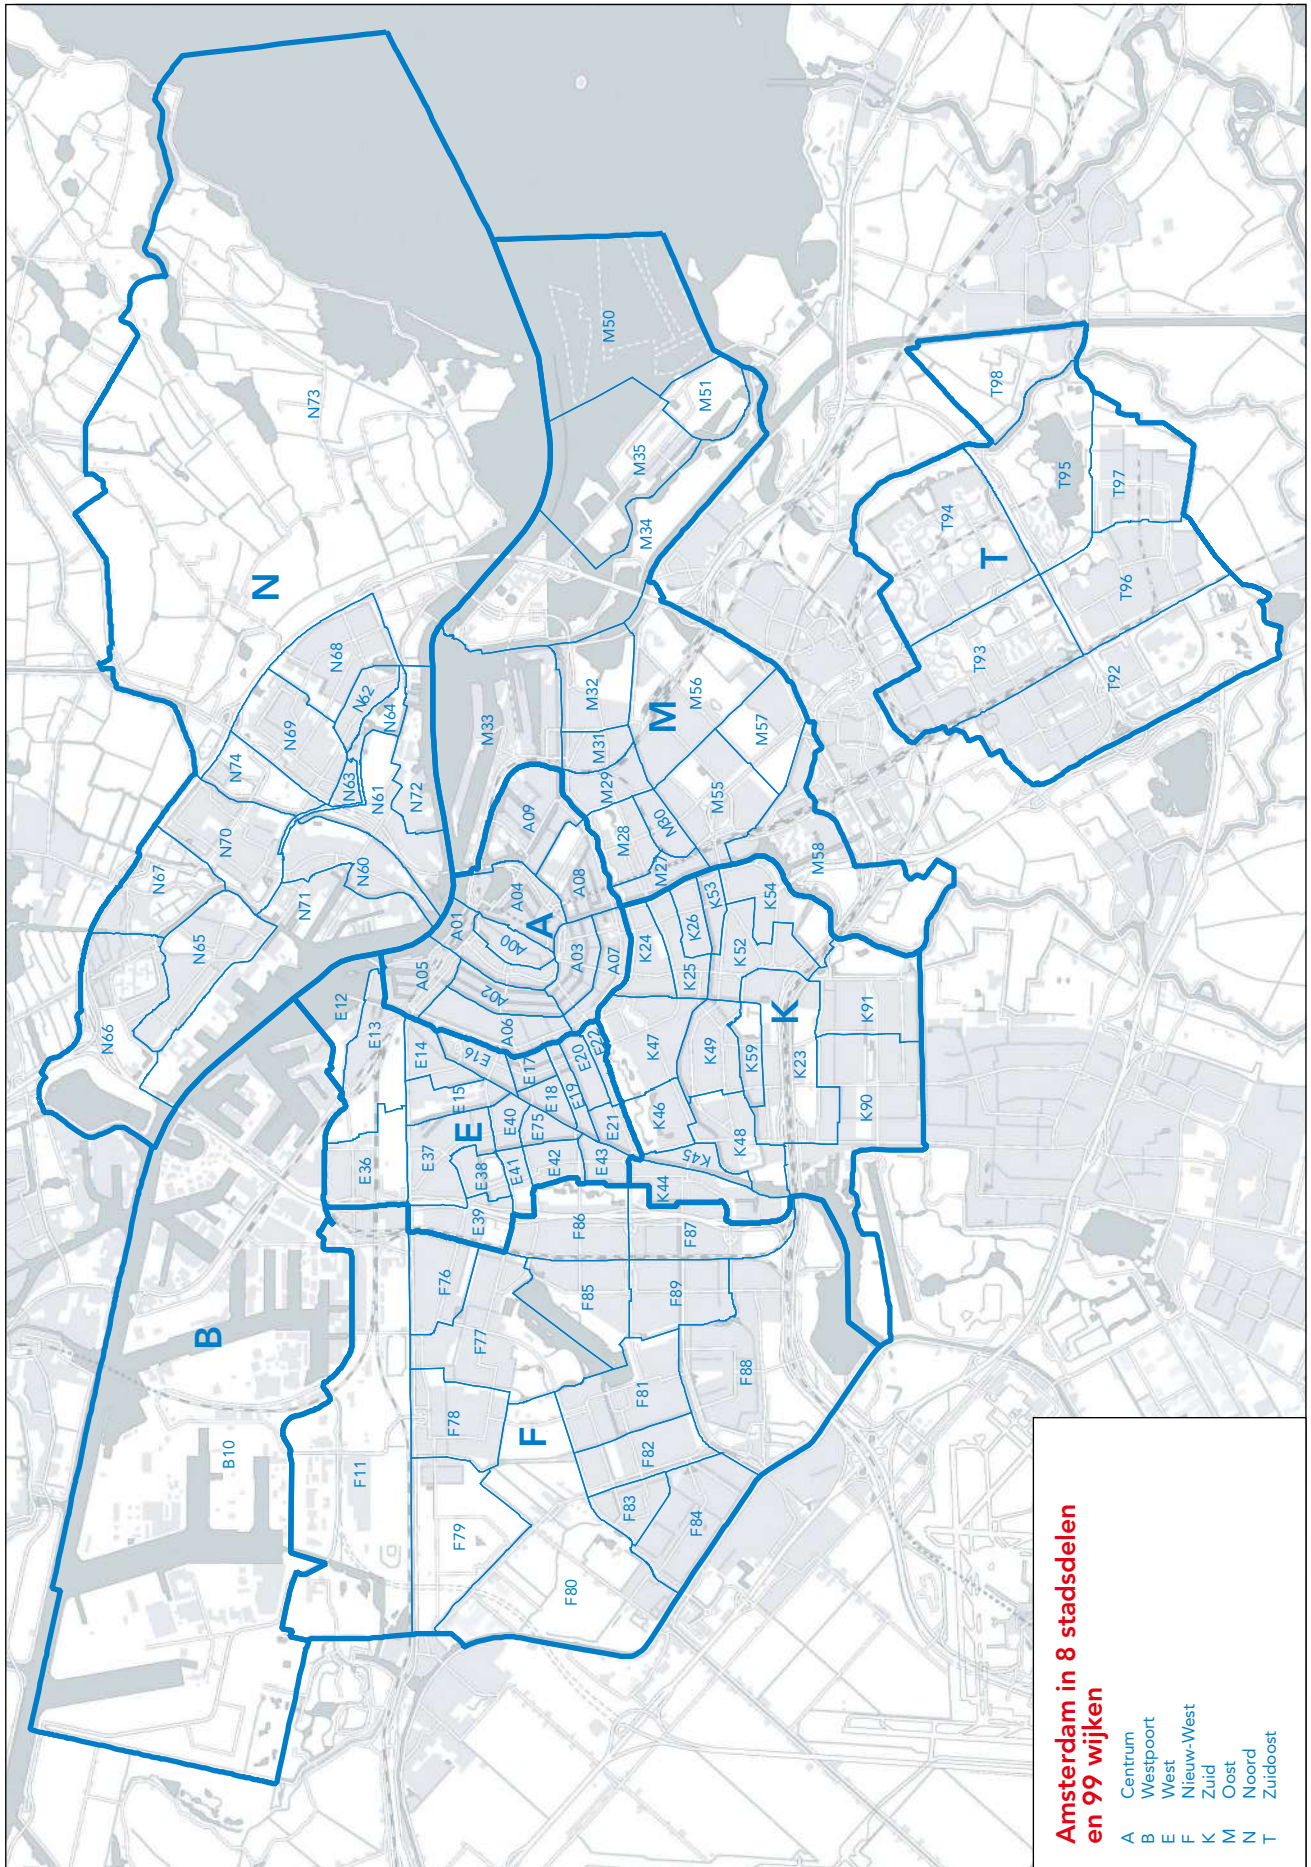 N73
N
N68
N62
N64
N69
N74
N63
N61
N72
N70
N67
N60
N71
N65
N66
M50
M51
M35
M34
M33
M32
M31
M29
M
M56
M57
M28
M30
M55
M27
M58
T98
T95
T97
T94
T
T96
T93
T92
A09
A04
A08
A01
A00
A
A03
A07
A05
A02
A06
K24
K26
K53
K54
K25
K52
K
K91
K47
K49
K59
K23
K46
K48
K90
K45
K44
E12
E13
E14
E16
E17
E20
E22
E15
E18
E19
E
E40
E75
E21
E37
E38
E41
E42
E43
E36
E39
B
B10
F86
F87
F76
F85
F89
F77
F81
F88
F78
F
F82
F11
F83
F84
F79
F80
Amsterdam in 8 stadsdelen
en 99 wijken
A Centrum
B Westpoort
E West
F Nieuw-West
K Zuid
M Oost
N Noord
T Zuidoost